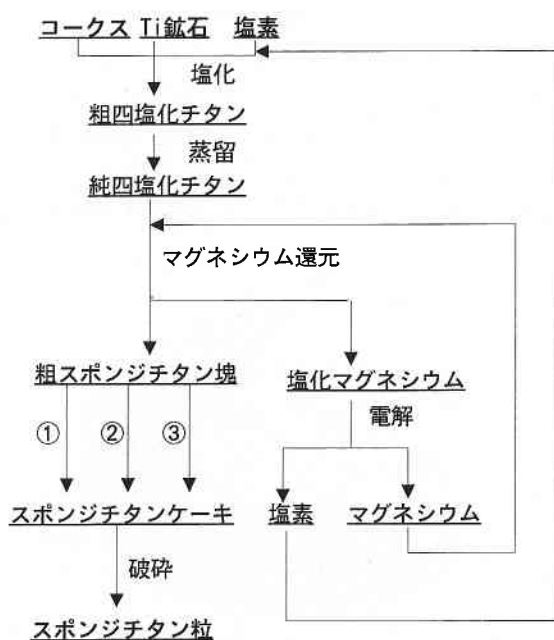 コークス Ti鉱石 塩素
塩化
粗四塩化チタン
蒸留
純四塩化チタン
マグネシウム還元
粗スポンジチタン塊
塩化マグネシウム
① ② ③
電解
スポンジチタンケーキ
塩素 マグネシウム
破砕
スポンジチタン粒